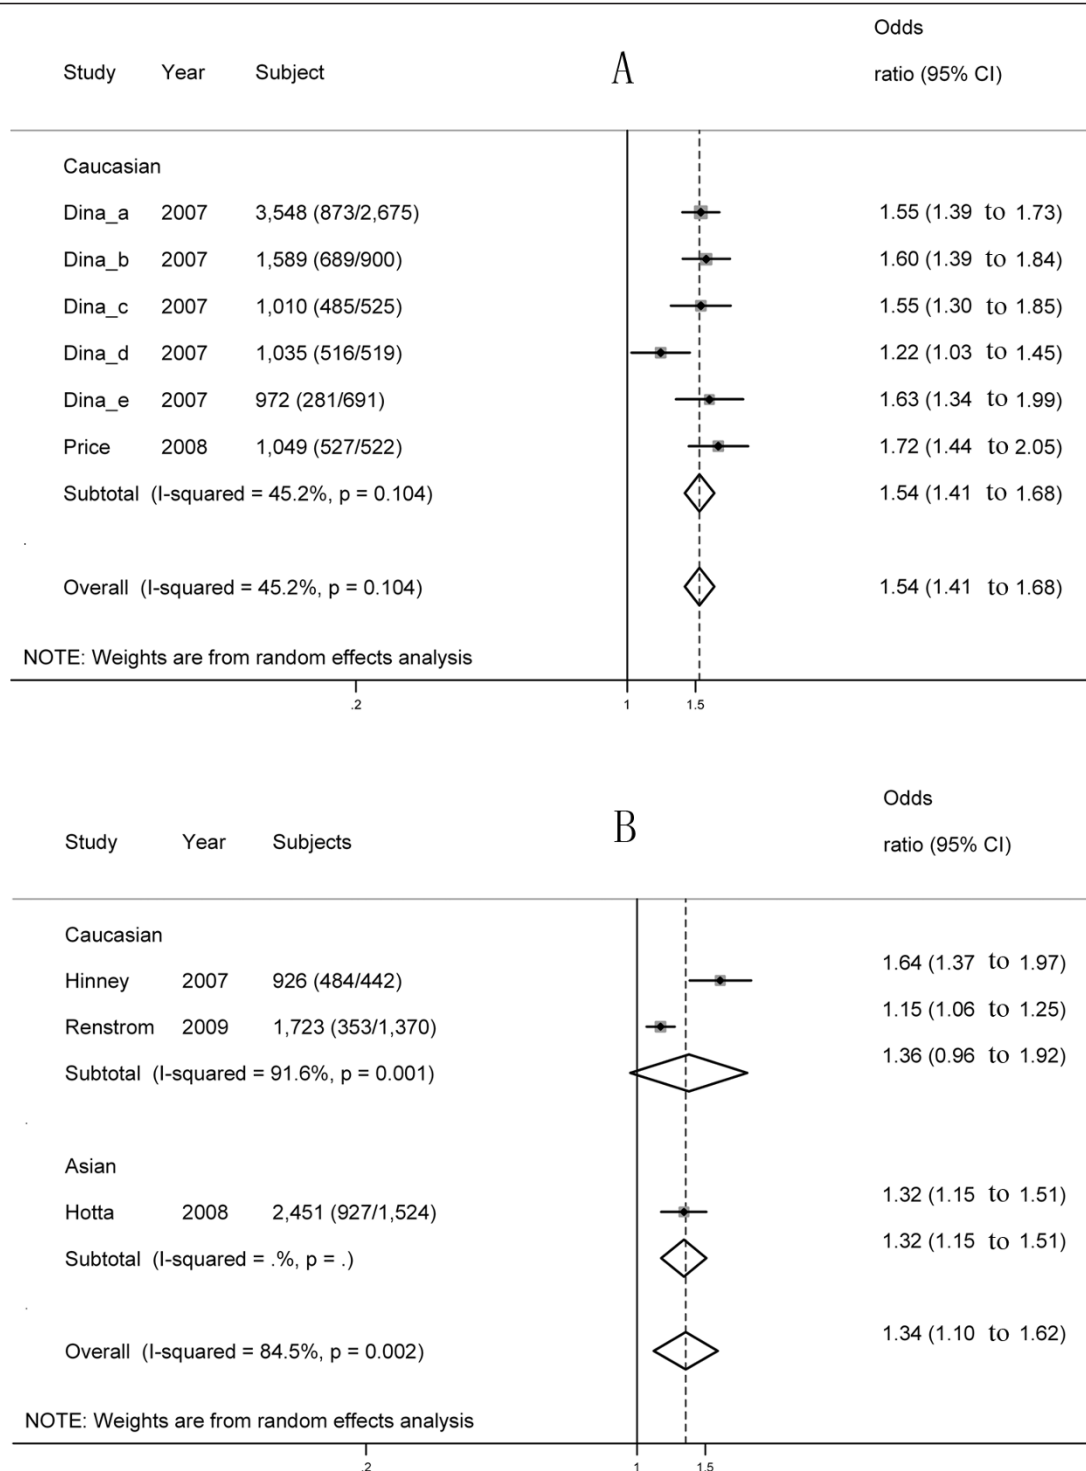 Odds
Study Year Subject A ratio (95% CI)
Caucasian
Dina_a 2007 3,548 (873/2,675) 1.55 (1.39 to 1.73)
Dina_b 2007 1,589 (689/900) 1.60 (1.39 to 1.84)
Dina_c 2007 1,010 (485/525) 1.55 (1.30 to 1.85)
Dina_d 2007 1,035 (516/519) 1.22 (1.03 to 1.45)
Dina_e 2007 972 (281/691) 1.63 (1.34 to 1.99)
Price 2008 1,049 (527/522) 1.72 (1.44 to 2.05)
Subtotal (I-squared = 45.2%, p = 0.104) 1.54 (1.41 to 1.68)
.
Overall (I-squared = 45.2%, p = 0.104) 1.54 (1.41 to 1.68)
NOTE: Weights are from random effects analysis
.2 1 1.5
Odds
Study Year Subjects B ratio (95% CI)
Caucasian
Hinney 2007 926 (484/442) 1.64 (1.37 to 1.97)
Renstrom 2009 1,723 (353/1,370) 1.15 (1.06 to 1.25)
Subtotal (I-squared = 91.6%, p = 0.001) 1.36 (0.96 to 1.92)
.
Asian
Hotta 2008 2,451 (927/1,524) 1.32 (1.15 to 1.51)
Subtotal (I-squared = .%, p = .) 1.32 (1.15 to 1.51)
.
Overall (I-squared = 84.5%, p = 0.002) 1.34 (1.10 to 1.62)
NOTE: Weights are from random effects analysis
.2 1 1.5